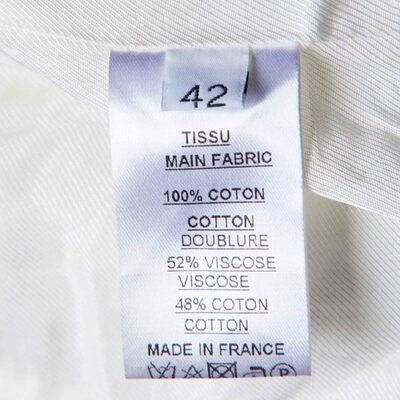 42
TISSU
MAIN FABRIC
100% COTON
COTTON
DOUBLURE
52% VISCOSE
VISCOSE
48% COTON
COTTON
MADE IN FRANCE
P